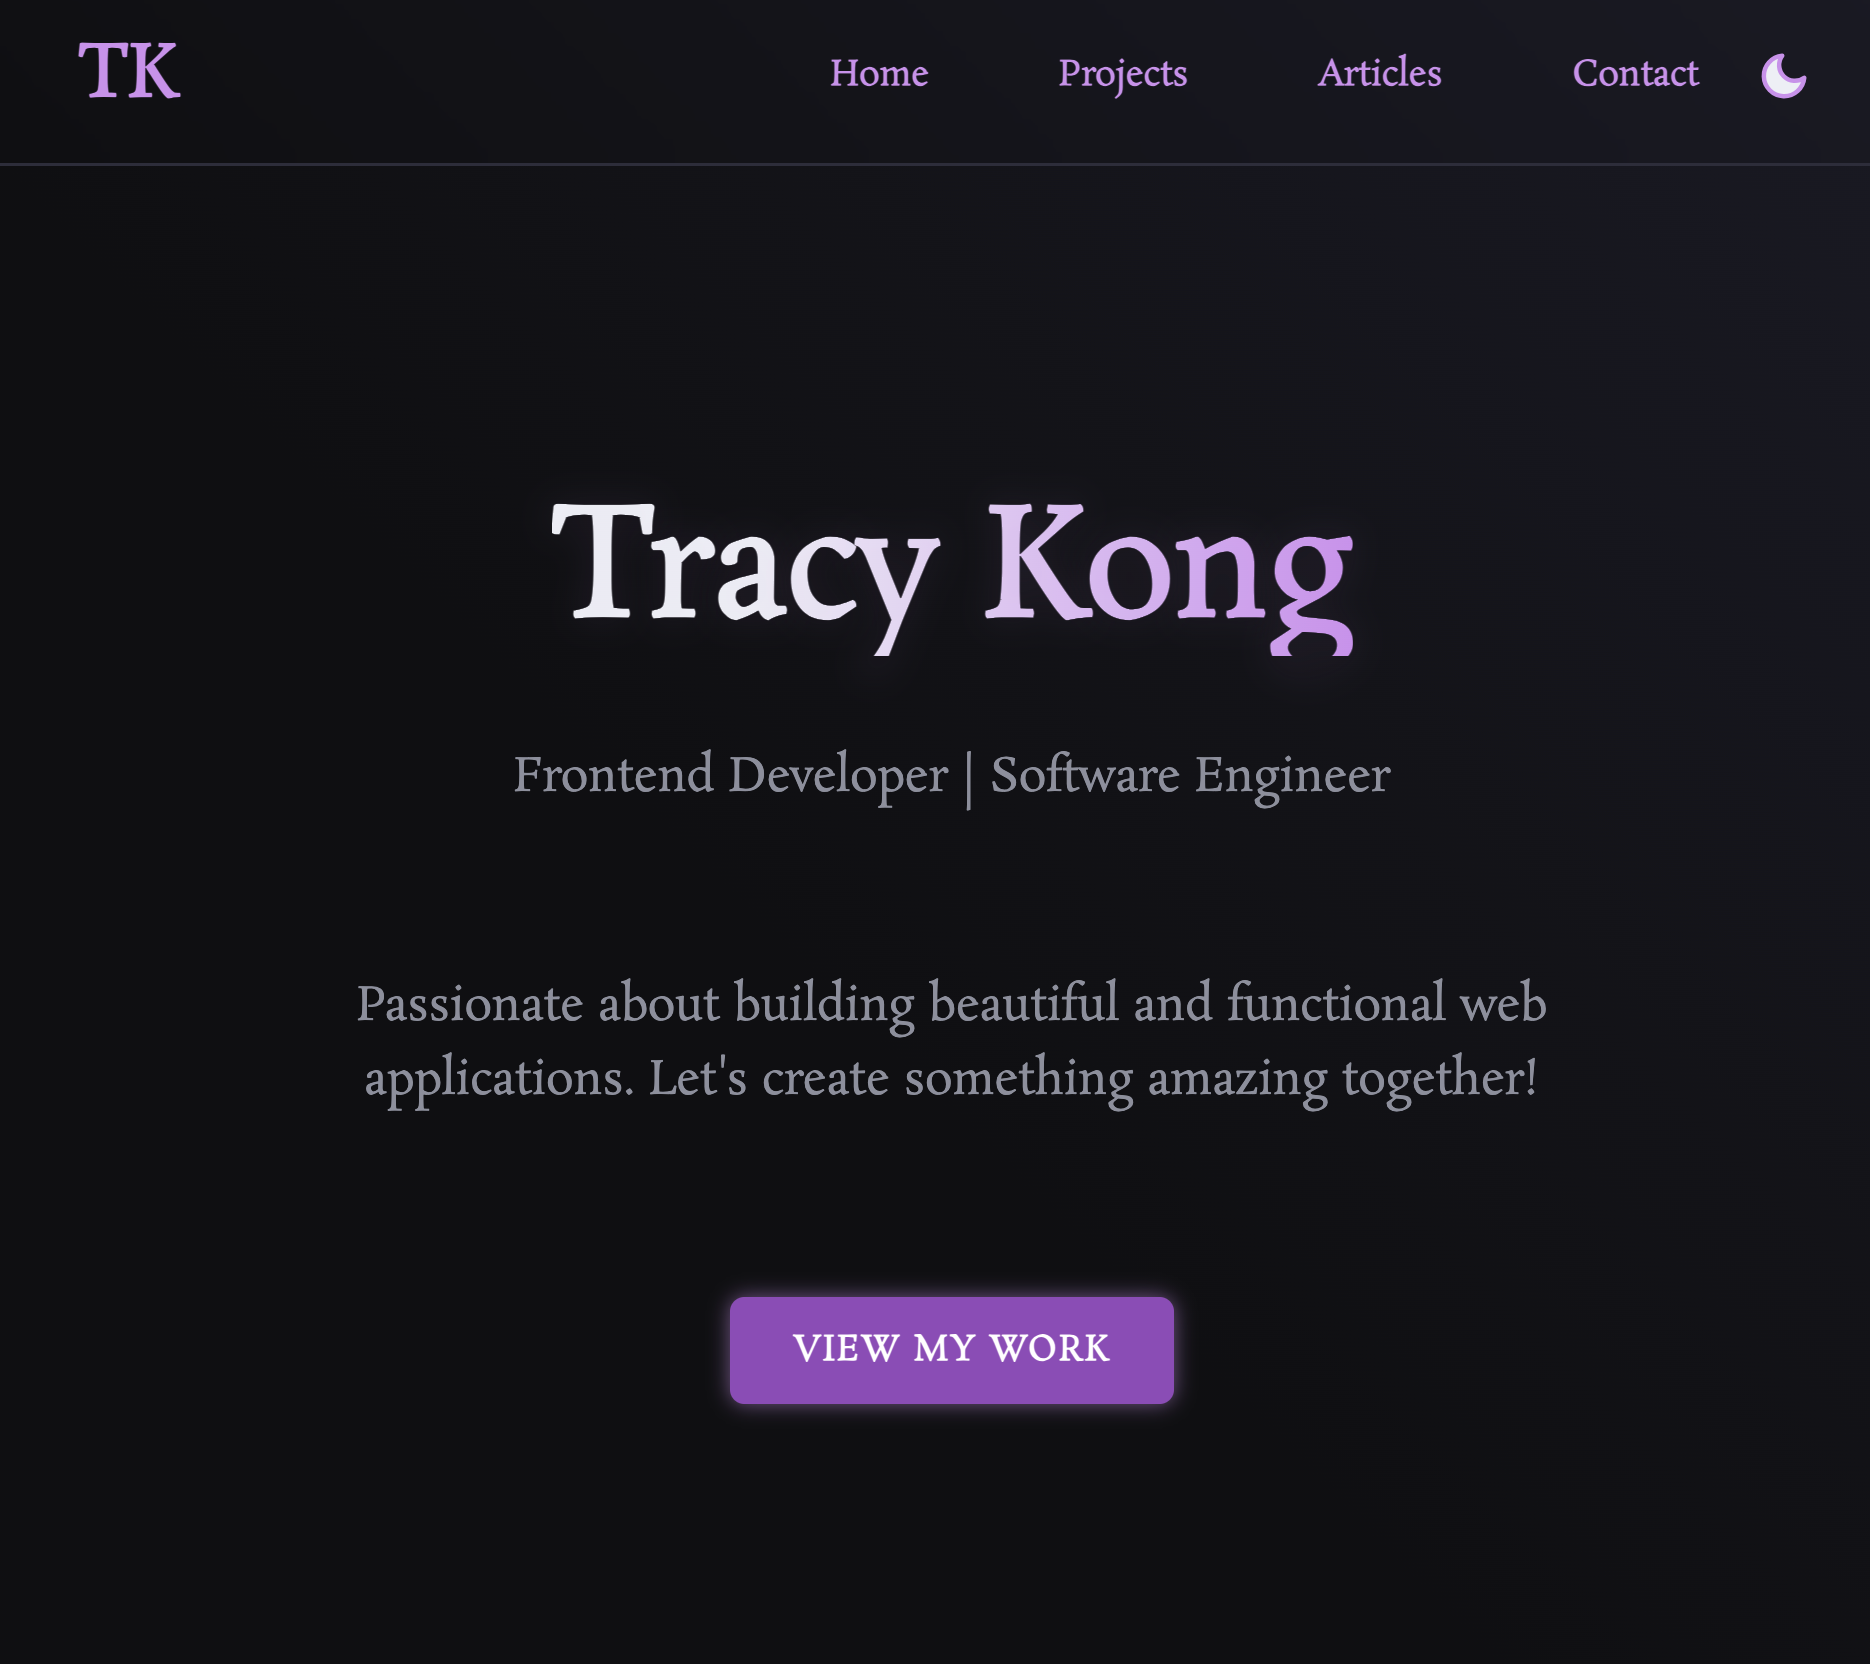 TK
Home Projects Articles Contact
Tracy Kong
Frontend Developer | Software Engineer
Passionate about building beautiful and functional web
applications. Let's create something amazing together!
VIEW MY WORK